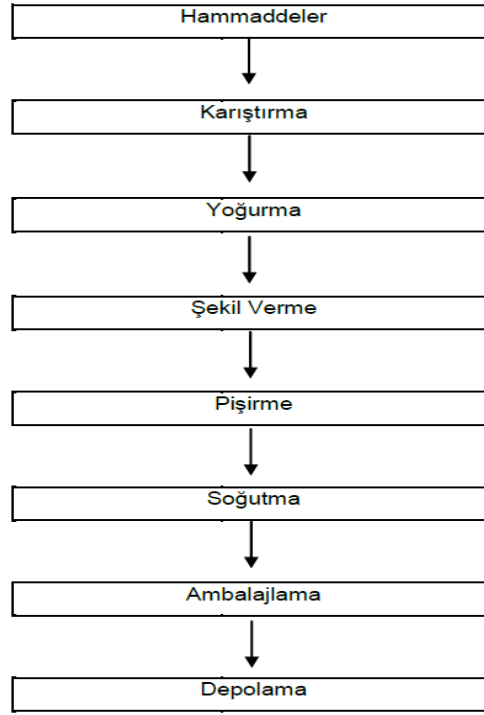 Hammaddeler
Karıştırma
Yoğurma
Şekil Verme
Pişirme
Soğutma
Ambalajlama
Depolama